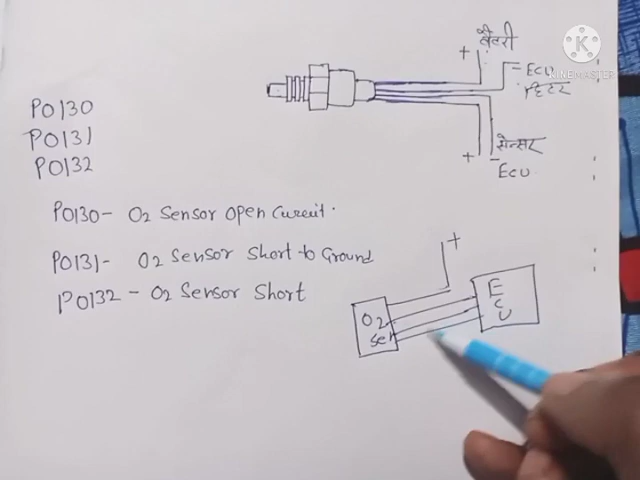 P0130
P0131
P0132
P0130- O2 Sensor open Curcuit.
P0131- O2 Sensor Short to Ground
P0132 - O2 Sensor Short
+ बैटरी
- ECU
हिटर
सेन्सर
+ -
ECU
+
O2
Sen
E
C
U
KINEMASTER